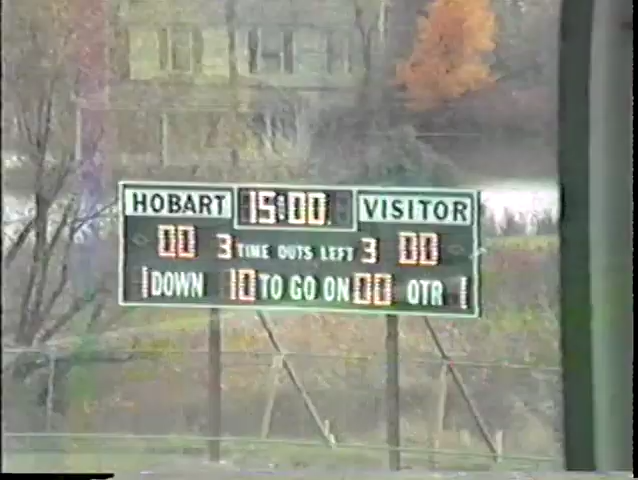 HOBART 15:00 VISITOR
00 3 TIME OUTS LEFT 3 00
1 DOWN 10 TO GO ON 00 QTR 1